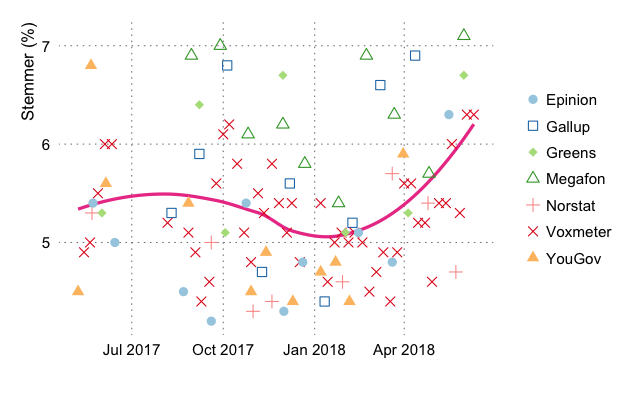 Stemmer (%)
7
6
5
Jul 2017
Oct 2017
Jan 2018
Apr 2018
Epinion
Gallup
Greens
Megafon
Norstat
Voxmeter
YouGov